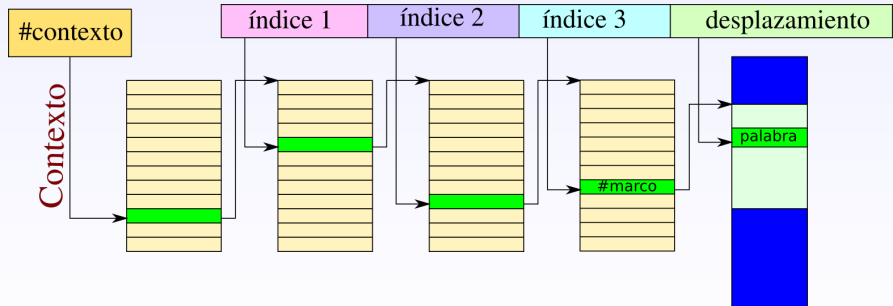 #contexto
índice 1
índice 2
índice 3
desplazamiento
Contexto
#marco
palabra